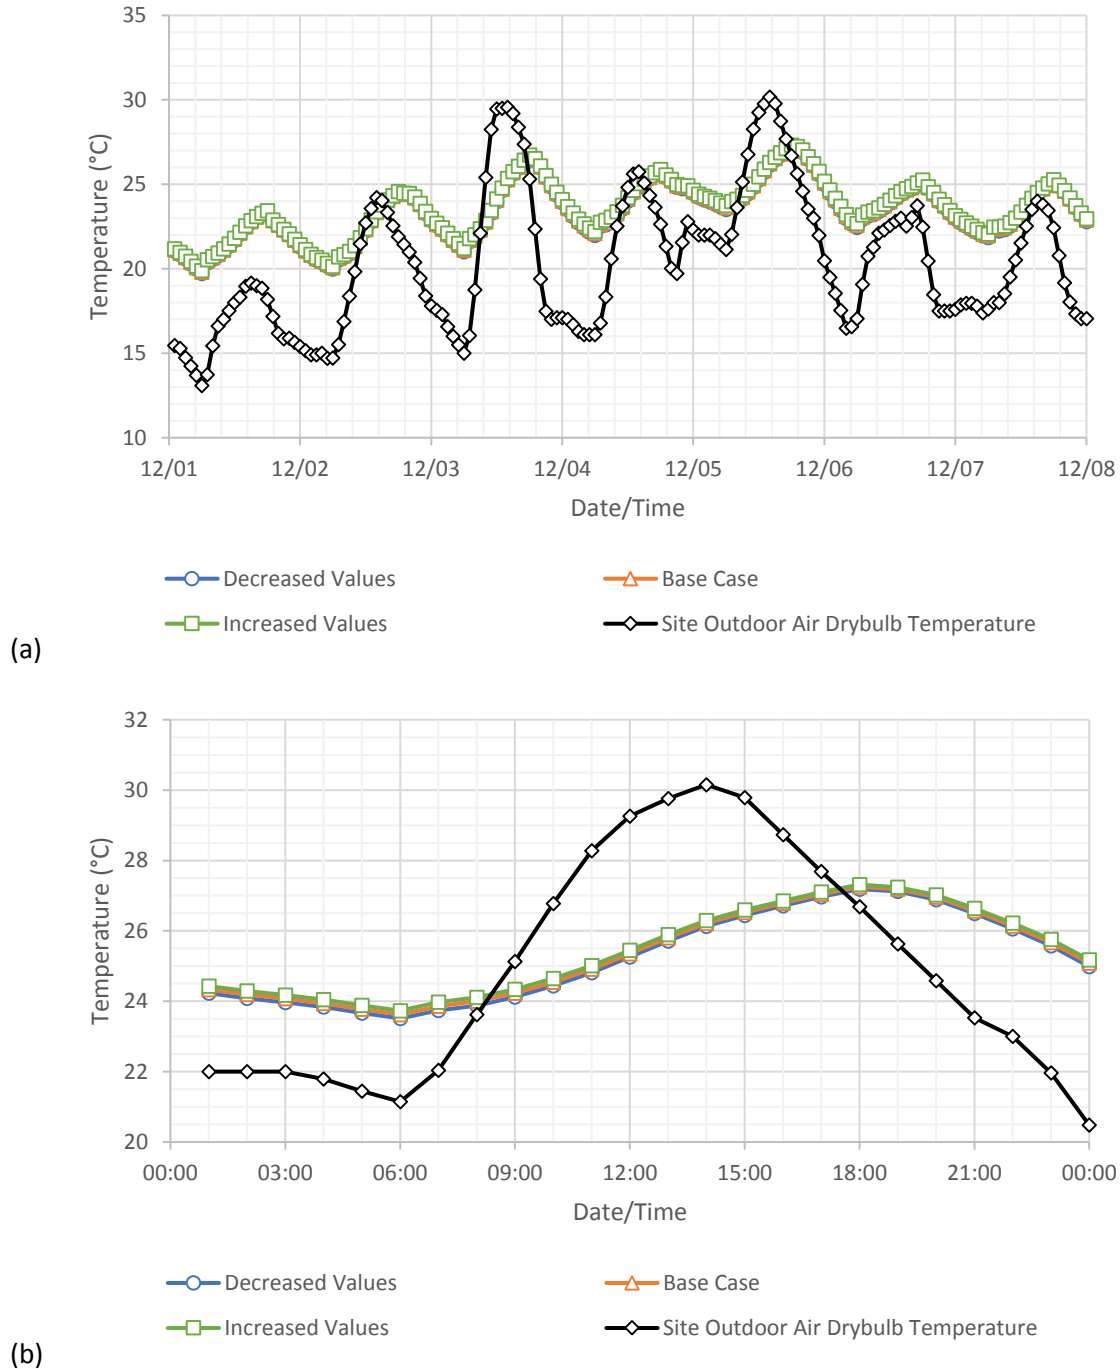 35
30
25
20
15
10
Temperature (°C)
12/01 12/02 12/03 12/04 12/05 12/06 12/07 12/08
Date/Time
Decreased Values Base Case
Increased Values Site Outdoor Air Drybulb Temperature
(a)
32
30
28
26
24
22
20
Temperature (°C)
00:00 03:00 06:00 09:00 12:00 15:00 18:00 21:00 00:00
Date/Time
Decreased Values Base Case
Increased Values Site Outdoor Air Drybulb Temperature
(b)